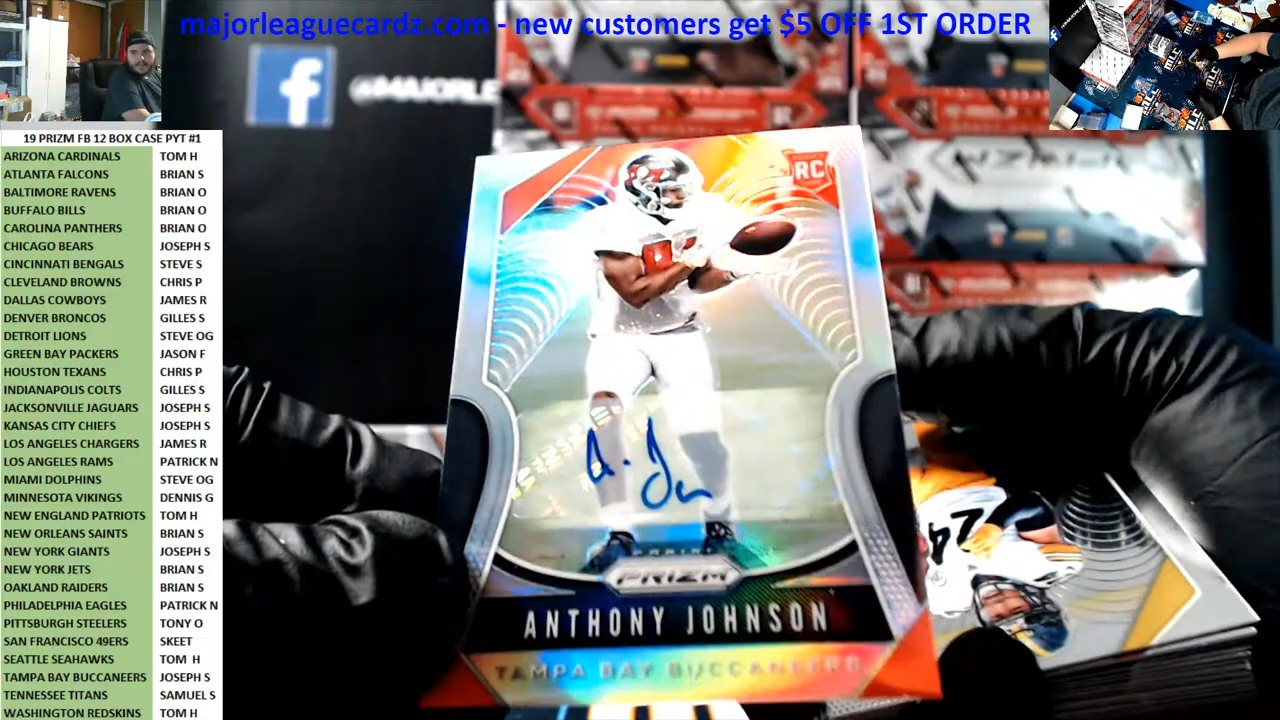 majorleaguecardz.com - new customers get $5 OFF 1ST ORDER
19 PRIZM FB 12 BOX CASE PYT #1
ARIZONA CARDINALS TOM H
ATLANTA FALCONS BRIAN S
BALTIMORE RAVENS BRIAN O
BUFFALO BILLS BRIAN O
CAROLINA PANTHERS BRIAN O
CHICAGO BEARS JOSEPH S
CINCINNATI BENGALS STEVE S
CLEVELAND BROWNS CHRIS P
DALLAS COWBOYS JAMES R
DENVER BRONCOS GILLES S
DETROIT LIONS STEVE OG
GREEN BAY PACKERS JASON F
HOUSTON TEXANS CHRIS P
INDIANAPOLIS COLTS GILLES S
JACKSONVILLE JAGUARS JOSEPH S
KANSAS CITY CHIEFS JOSEPH S
LOS ANGELES CHARGERS JAMES R
LOS ANGELES RAMS PATRICK N
MIAMI DOLPHINS STEVE OG
MINNESOTA VIKINGS DENNIS G
NEW ENGLAND PATRIOTS TOM H
NEW ORLEANS SAINTS BRIAN S
NEW YORK GIANTS JOSEPH S
NEW YORK JETS BRIAN S
OAKLAND RAIDERS BRIAN S
PHILADELPHIA EAGLES PATRICK N
PITTSBURGH STEELERS TONY O
SAN FRANCISCO 49ERS SKEET
SEATTLE SEAHAWKS TOM H
TAMPA BAY BUCCANEERS JOSEPH S
TENNESSEE TITANS SAMUEL S
WASHINGTON REDSKINS TOM H
f @MAJORLE
PRIZM
RC
PANINI
PRIZM
ANTHONY JOHNSON
TAMPA BAY BUCCANEERS
24